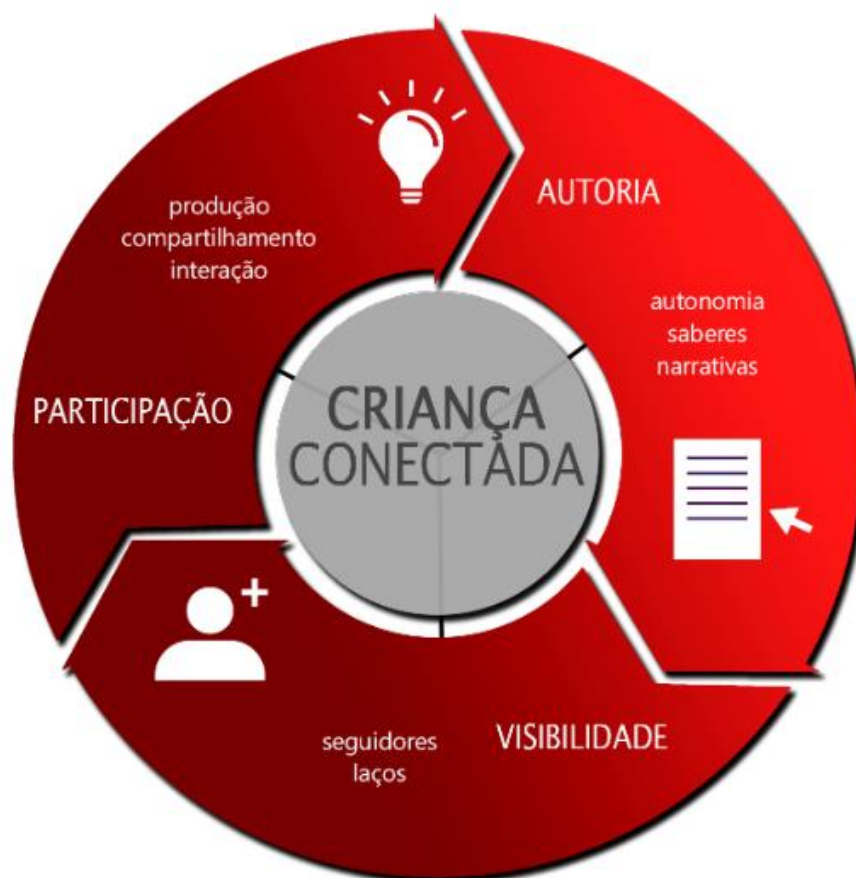 AUTORIA
autonomia
saberes
narrativas
VISIBILIDADE
seguidores
laços
PARTICIPAÇÃO
produção
compartilhamento
interação
CRIANÇA
CONECTADA